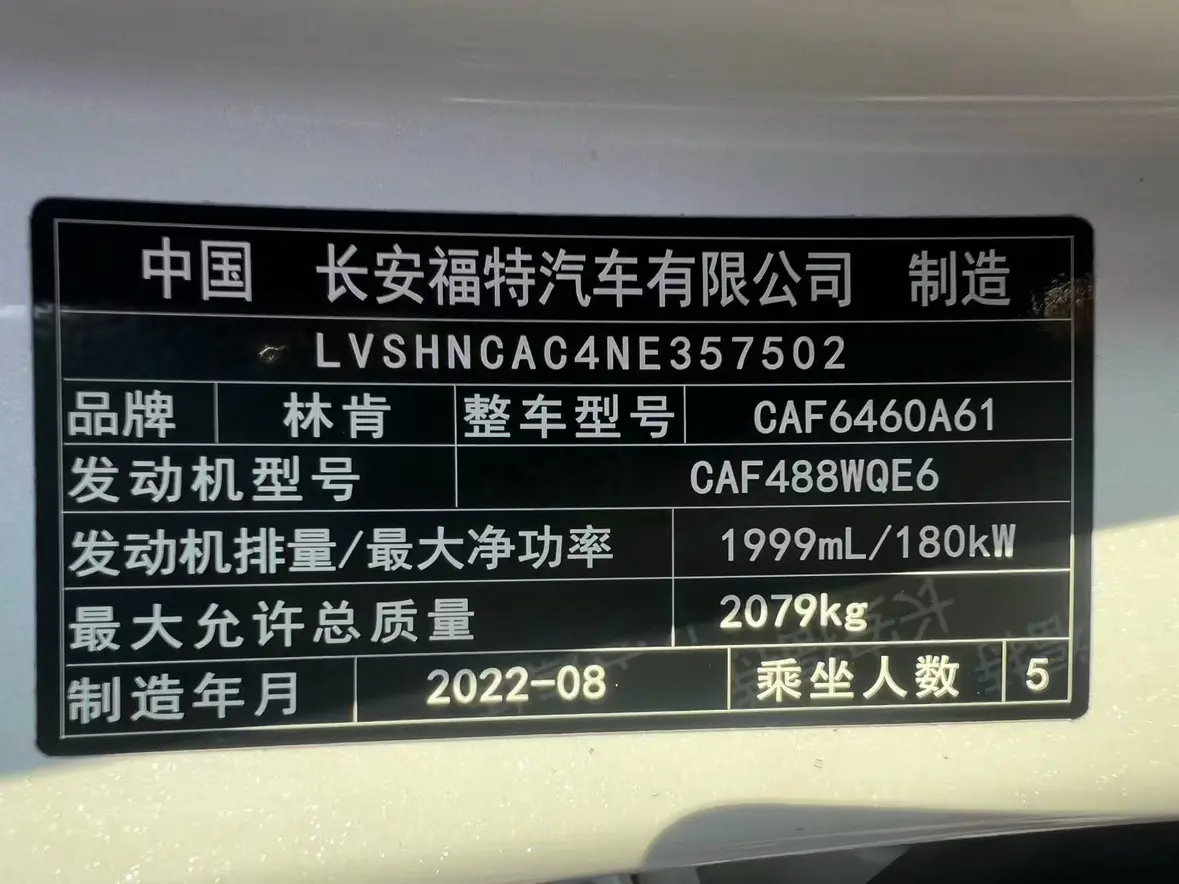 中国 长安福特汽车有限公司 制造
LVSHNCAC4NE357502
品牌 林肯 整车型号 CAF6460A61
发动机型号 CAF488WQE6
发动机排量/最大净功率 1999mL/180kW
最大允许总质量 2079kg
制造年月 2022-08 乘坐人数 5